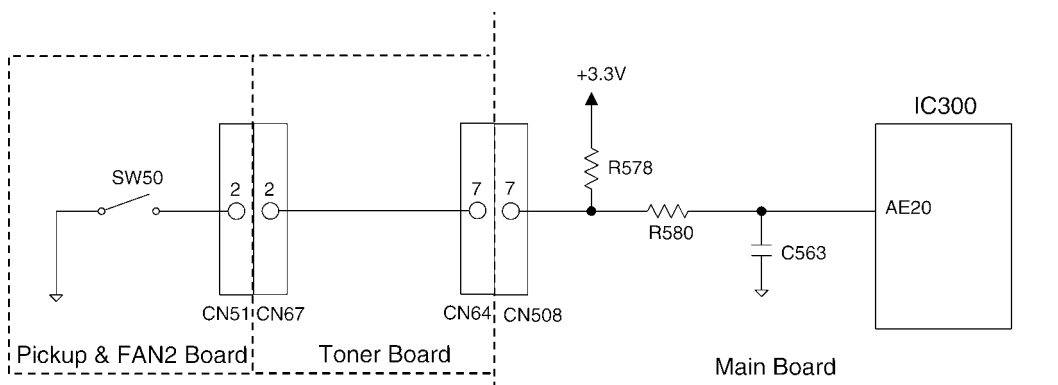 +3.3V
IC300
R578
SW50
2
2
7
7
AE20
R580
C563
CN51
CN67
CN64
CN508
Pickup & FAN2 Board
Toner Board
Main Board